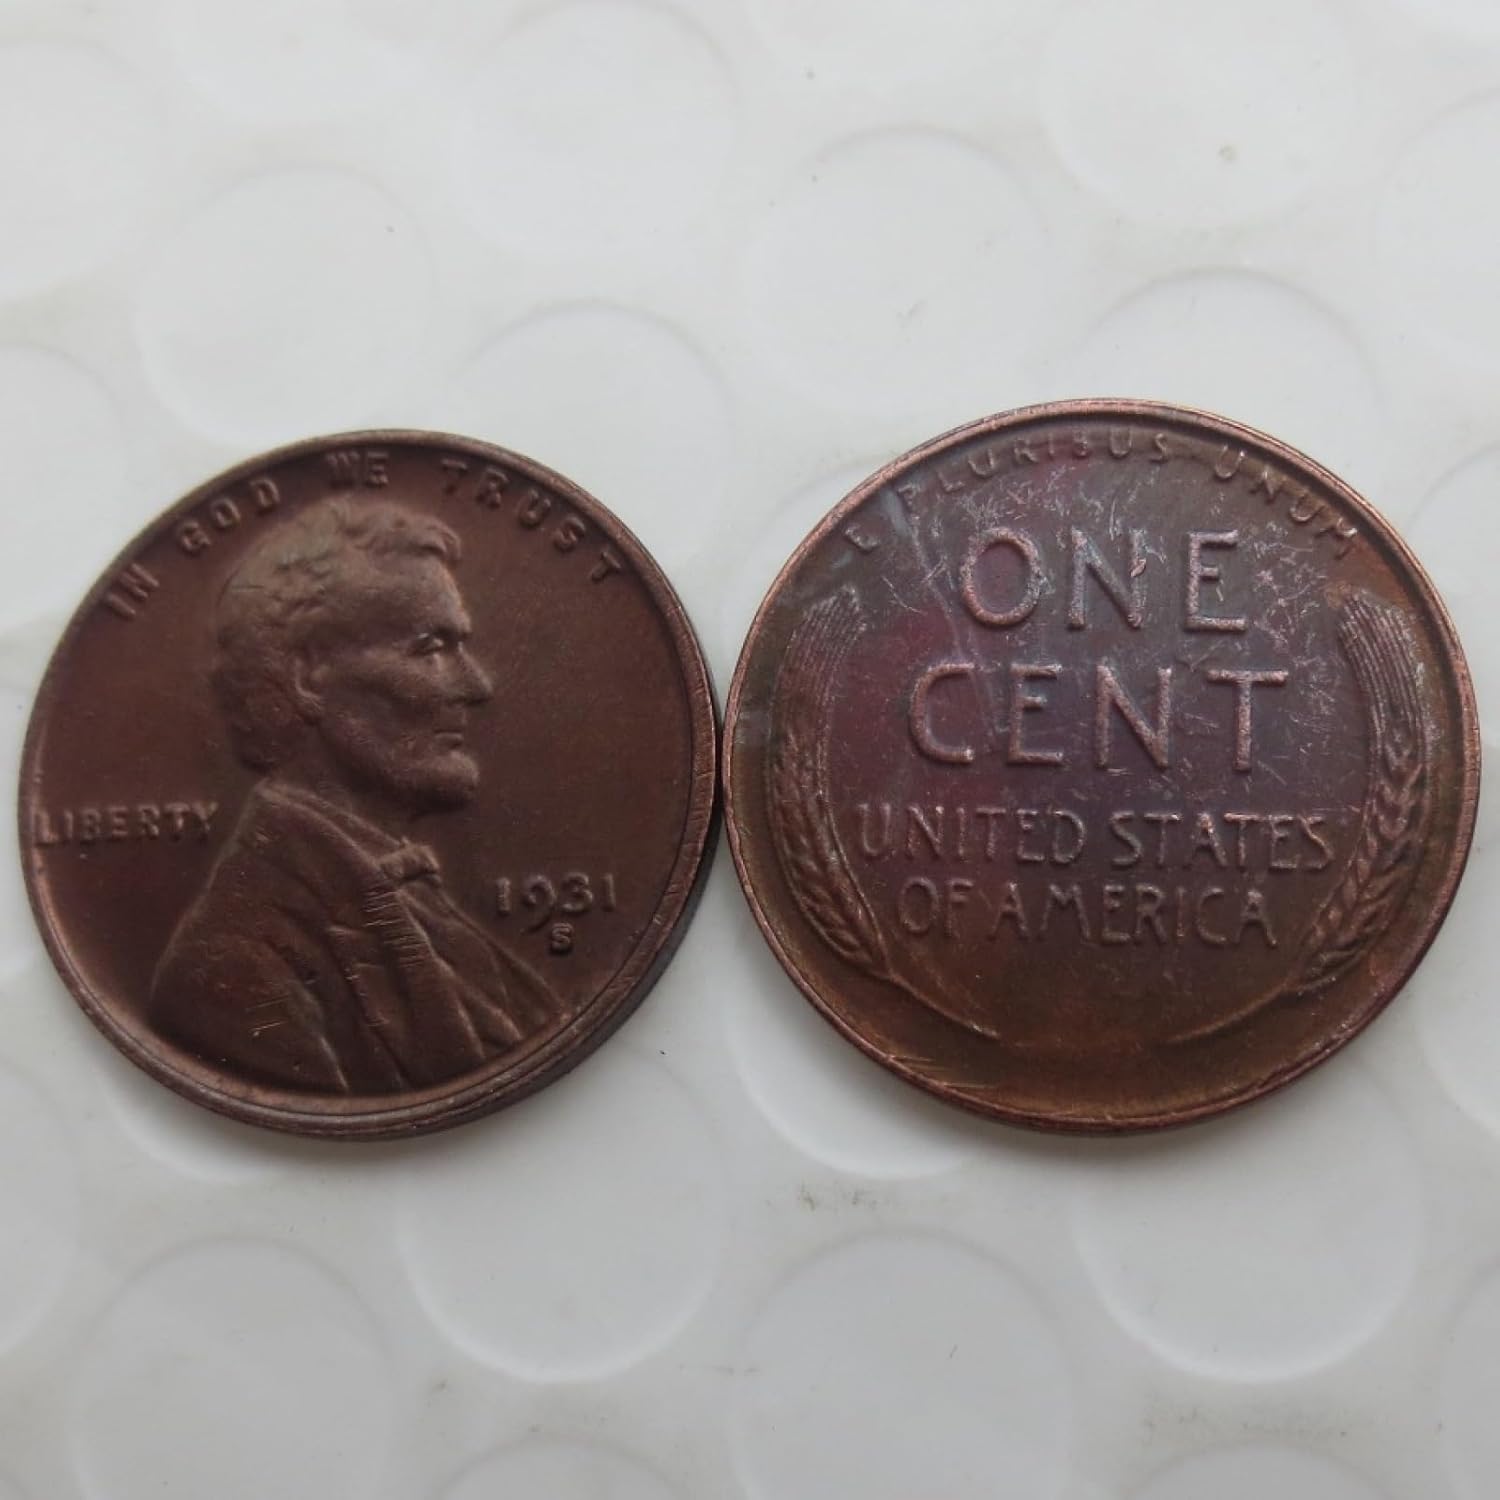 IN GOD WE TRUST
LIBERTY
1931
S
E PLURIBUS UNUM
ONE
CENT
UNITED STATES
OF AMERICA